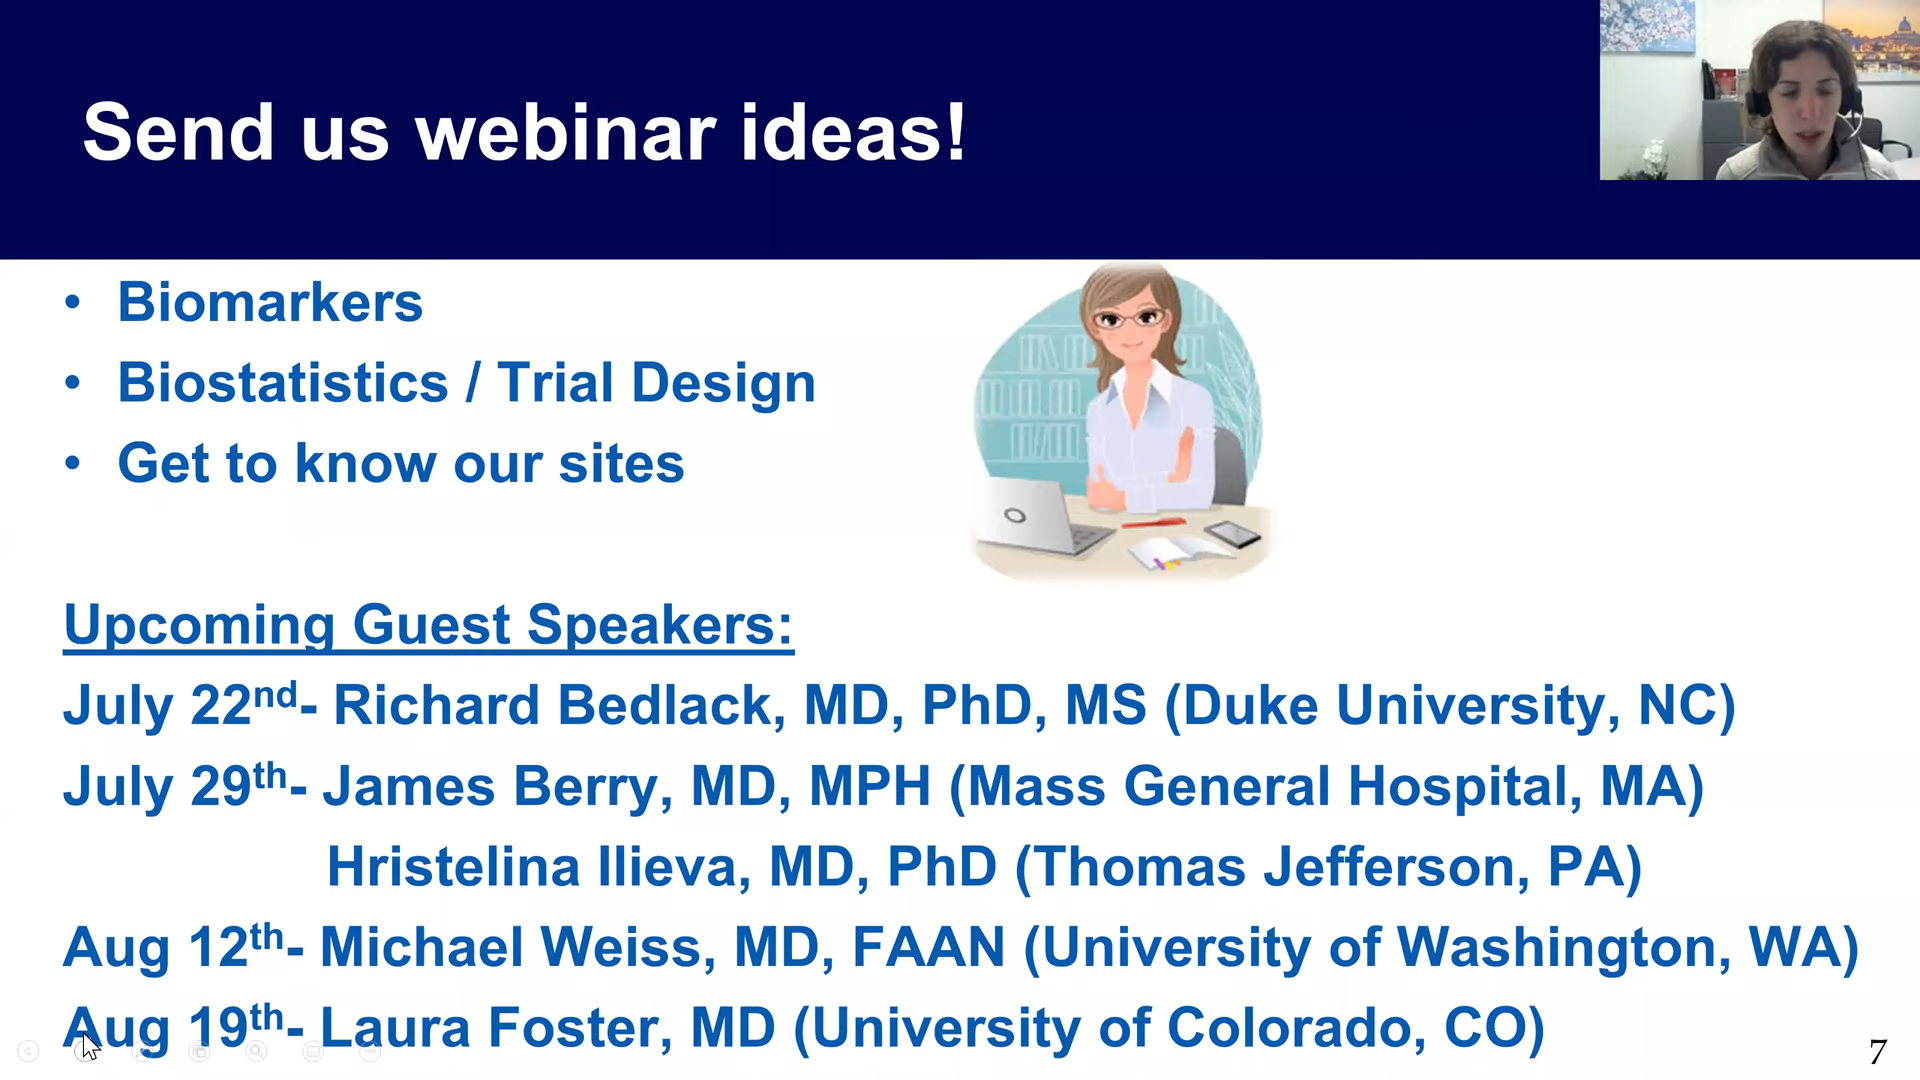 Send us webinar ideas!
• Biomarkers
• Biostatistics / Trial Design
• Get to know our sites
Upcoming Guest Speakers:
July 22nd- Richard Bedlack, MD, PhD, MS (Duke University, NC)
July 29th- James Berry, MD, MPH (Mass General Hospital, MA)
Hristelina Ilieva, MD, PhD (Thomas Jefferson, PA)
Aug 12th- Michael Weiss, MD, FAAN (University of Washington, WA)
Aug 19th- Laura Foster, MD (University of Colorado, CO)
7